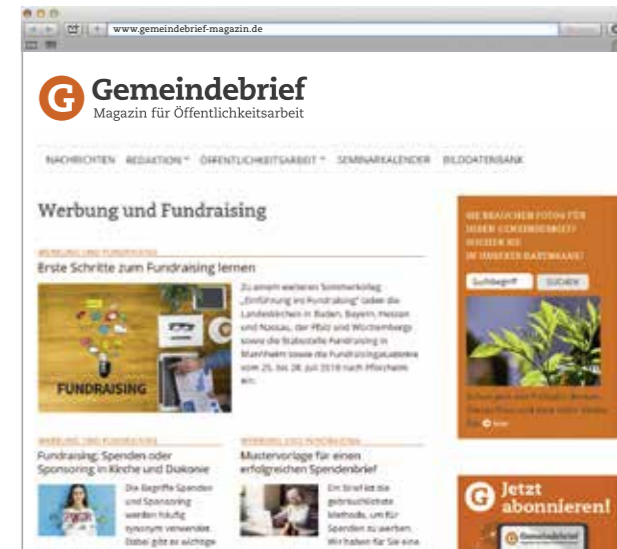 www.gemeindebrief-magazin.de
G Gemeindebrief
Magazin für Öffentlichkeitsarbeit
NACHRICHTEN REDAKTION ÖFFENTLICHKEITSARBEIT SEMINARKALENDER BILDDATENBANK
Werbung und Fundraising
WERBUNG UND FUNDRAISING
Erste Schritte zum Fundraising lernen
FUNDRAISING
Zu einem weiteren Sommerkolleg
„Einführung ins Fundraising“ laden die
Landeskirchen in Baden, Bayern, Hessen
und Nassau, der Pfalz und Württembergs
sowie die Stabsstelle Fundraising in
Mannheim sowie die Fundraisingakademie
vom 25. bis 28. Juli 2018 nach Pforzheim
ein.
WERBUNG UND FUNDRAISING
Fundraising, Spenden oder
Sponsoring in Kirche und Diakonie
Die Begriffe Spenden
und Sponsoring
werden häufig
synonym verwendet.
Dabei gibt es wichtige
WERBUNG UND FUNDRAISING
Mustervorlage für einen
erfolgreichen Spendenbrief
Ein Brief ist die
gebräuchlichste
Methode, um für
Spenden zu werben.
Wir haben für Sie eine
SIE BRAUCHEN FOTOS FÜR
IHREN GEMEINDEBRIEF?
SUCHEN SIE
IN UNSERER DATENBANK!
Suchbegriff SUCHEN
G Jetzt
abonnieren!
Gemeindebrief